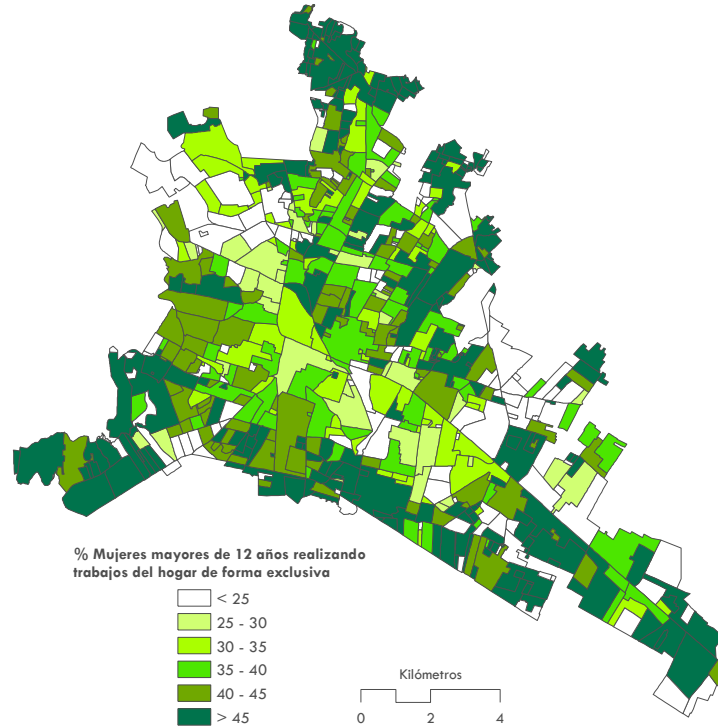 % Mujeres mayores de 12 años realizando
trabajos del hogar de forma exclusiva
< 25
25 - 30
30 - 35
35 - 40
40 - 45
> 45
Kilómetros
0 2 4